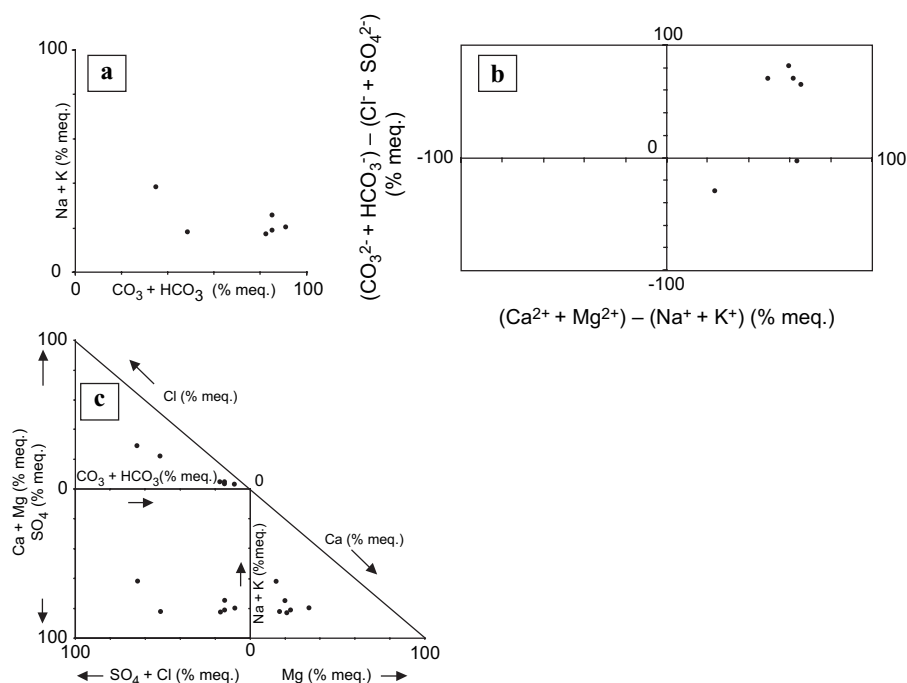 100
a
Na + K (% meq.)
0
0
100
CO₃ + HCO₃ (% meq.)
(CO₃²⁻ + HCO₃⁻) – (Cl⁻ + SO₄²⁻)
(% meq.)
100
b
-100
0
100
-100
(Ca²⁺ + Mg²⁺) – (Na⁺ + K⁺) (% meq.)
100
c
Cl (% meq.)
Ca + Mg (% meq.)
SO₄ (% meq.)
CO₃ + HCO₃(% meq.)
0
0
Ca (% meq.)
Na + K (%meq.)
100
100
0
100
SO₄ + Cl (% meq.)
Mg (% meq.)